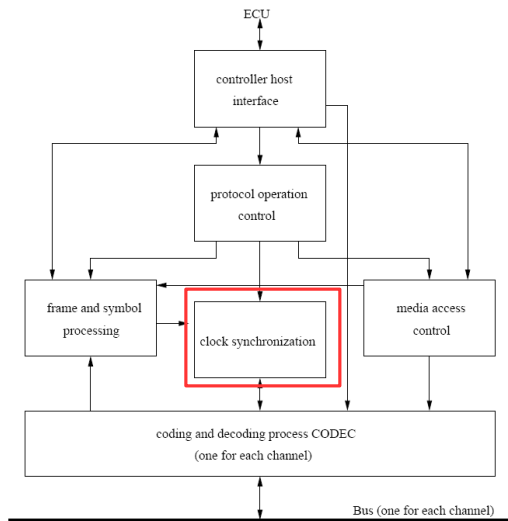 ECU
controller host
interface
protocol operation
control
frame and symbol
processing
clock synchronization
media access
control
coding and decoding process CODEC
(one for each channel)
Bus (one for each channel)